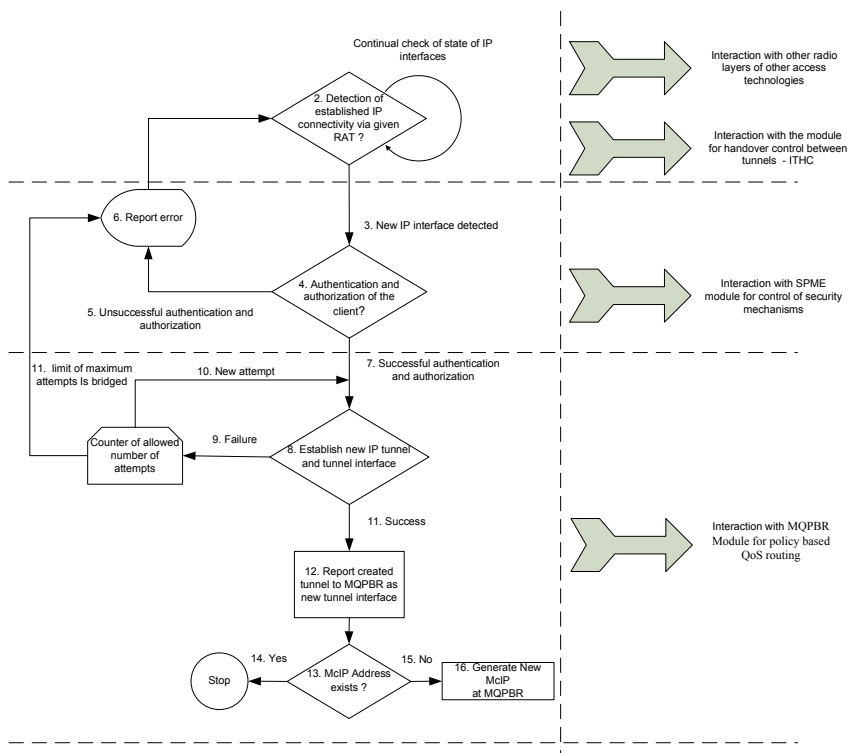 Continual check of state of IP
interfaces
2. Detection of
established IP
connectivity via given
RAT ?
Interaction with other radio
layers of other access
technologies
Interaction with the module
for handover control between
tunnels - ITHC
6. Report error
3. New IP interface detected
4. Authentication and
authorization of the
client?
5. Unsuccessful authentication and
authorization
Interaction with SPME
module for control of security
mechanisms
11. limit of maximum
attempts Is bridged
10. New attempt
7. Successful authentication
and authorization
Counter of allowed
number of
attempts
9. Failure
8. Establish new IP tunnel
and tunnel interface
11. Success
Interaction with MQPBR
Module for policy based
QoS routing
12. Report created
tunnel to MQPBR as
new tunnel interface
14. Yes
15. No
Stop
13. McIP Address
exists ?
16. Generate New
McIP
at MQPBR